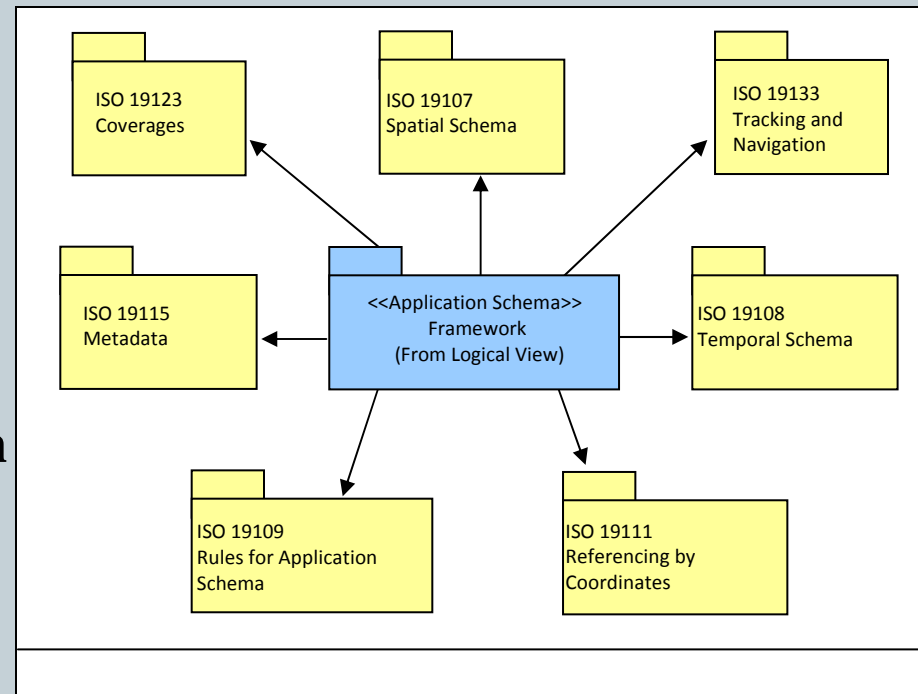 ISO 19123
Coverages
ISO 19107
Spatial Schema
ISO 19133
Tracking and
Navigation
ISO 19115
Metadata
<<Application Schema>>
Framework
(From Logical View)
ISO 19108
Temporal Schema
ISO 19109
Rules for Application
Schema
ISO 19111
Referencing by
Coordinates